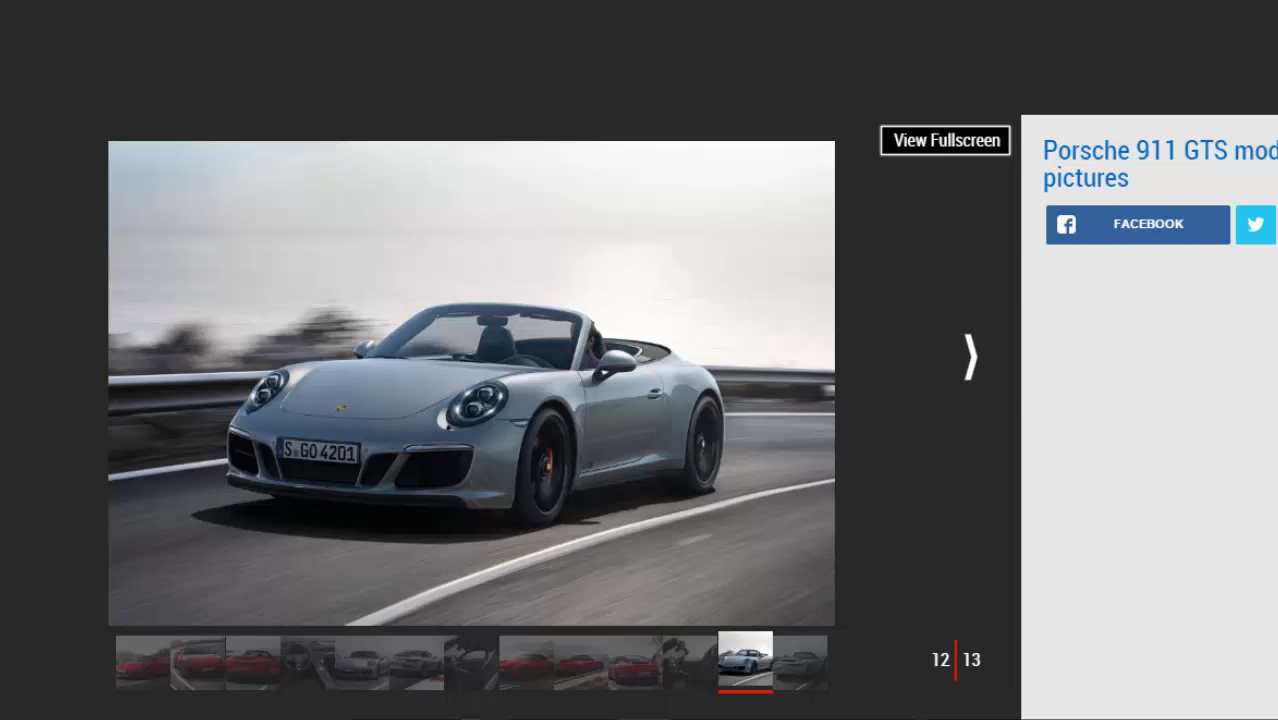 View Fullscreen
Porsche 911 GTS mod
pictures
FACEBOOK
S GO 4201
12 13